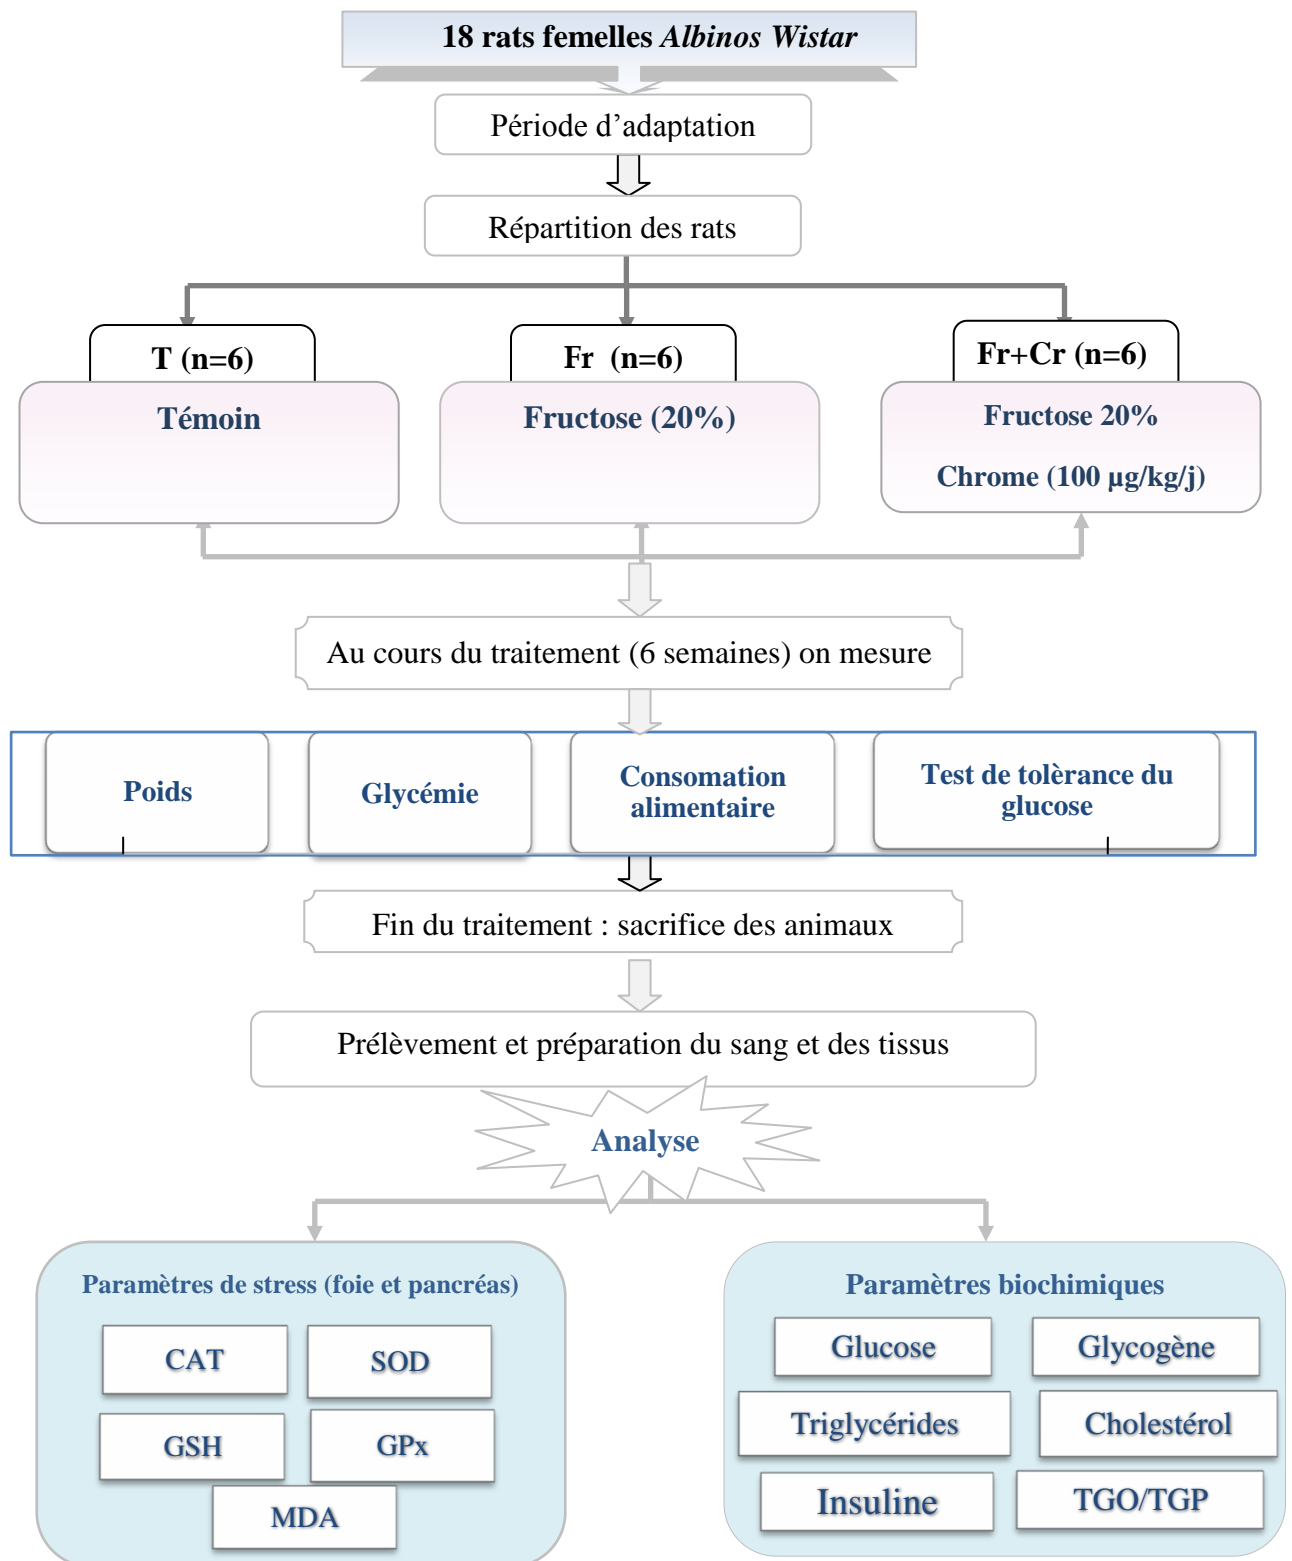 18 rats femelles Albinos Wistar
Période d’adaptation
Répartition des rats
T (n=6)
Fr (n=6)
Fr+Cr (n=6)
Témoin
Fructose (20%)
Fructose 20%
Chrome (100 µg/kg/j)
Au cours du traitement (6 semaines) on mesure
Poids
Glycémie
Consomation
alimentaire
Test de tolèrance du
glucose
Fin du traitement : sacrifice des animaux
Prélèvement et préparation du sang et des tissus
Analyse
Paramètres de stress (foie et pancréas)
CAT
SOD
GSH
GPx
MDA
Paramètres biochimiques
Glucose
Glycogène
Triglycérides
Cholestérol
Insuline
TGO/TGP